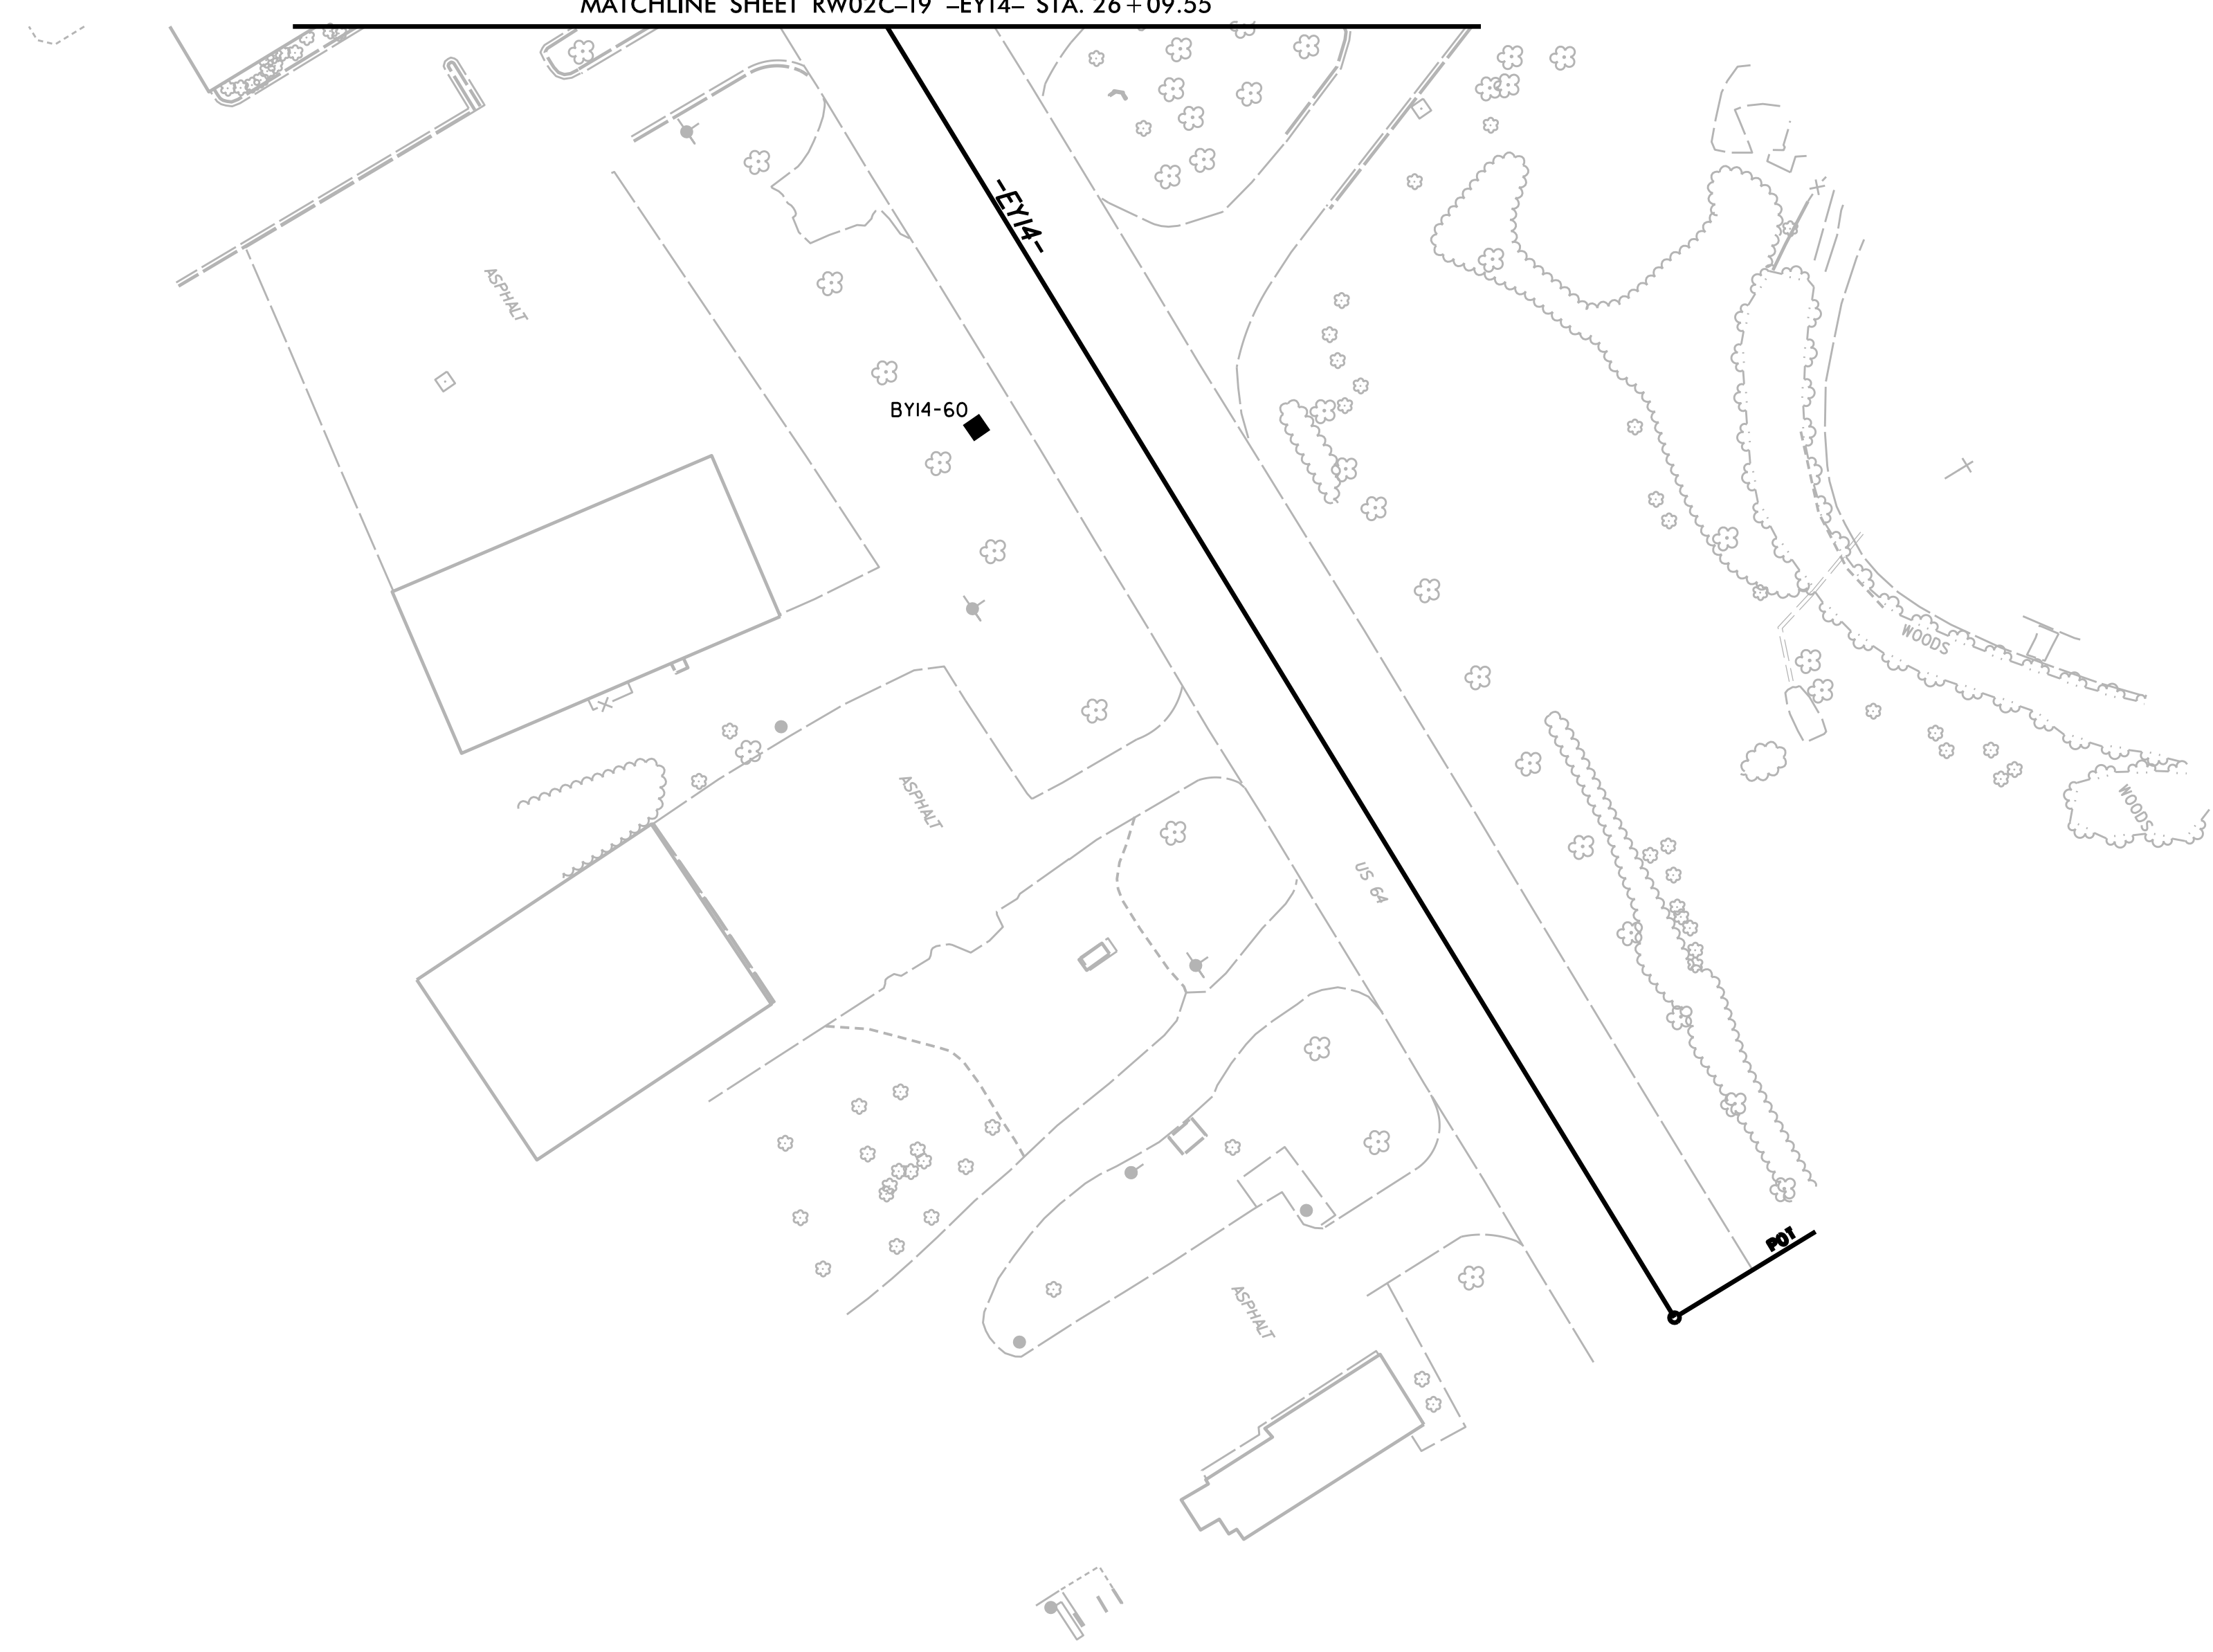 MATCHLINE SHEET RW02C–19 –EY14– STA. 26+09.55
-EY14-
ASPHALT
BY14-60
WOODS
ASPHALT
WOODS
US 64
POT
ASPHALT